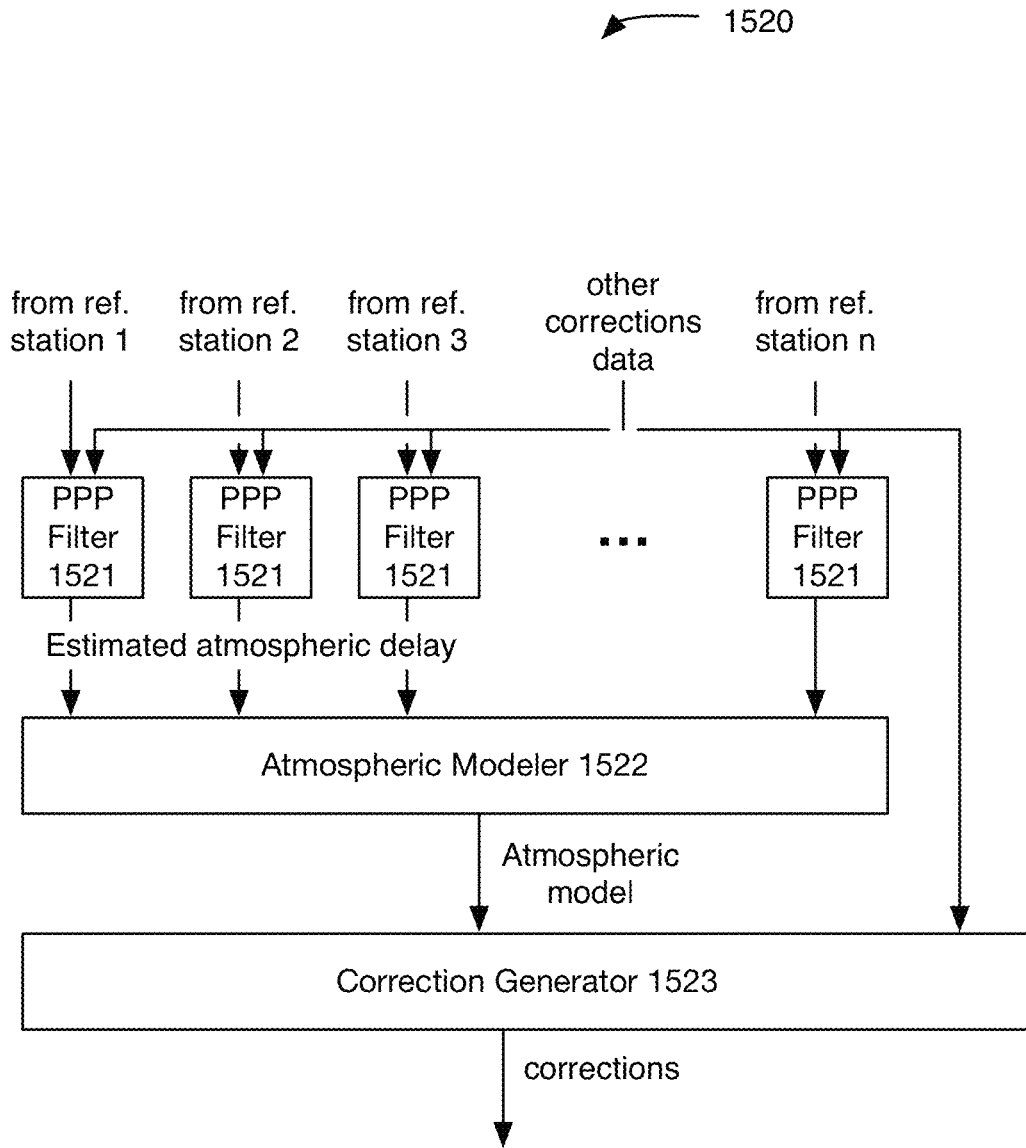 1520
from ref.
station 1
from ref.
station 2
from ref.
station 3
other
corrections
data
from ref.
station n
PPP
Filter
1521
PPP
Filter
1521
PPP
Filter
1521
...
PPP
Filter
1521
Estimated atmospheric delay
Atmospheric Modeler 1522
Atmospheric
model
Correction Generator 1523
corrections